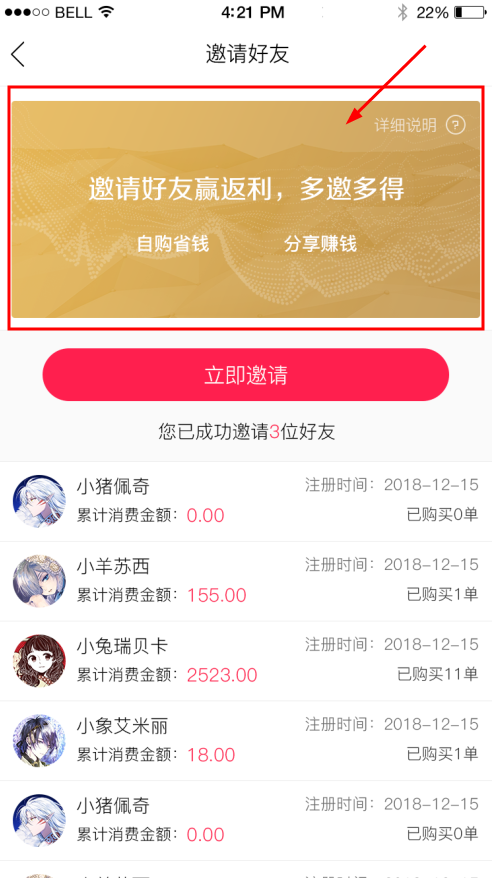 BELL 4:21 PM 22%
邀请好友
详细说明 ?
邀请好友赢返利，多邀多得
自购省钱 分享赚钱
立即邀请
您已成功邀请3位好友
小猪佩奇 注册时间：2018-12-15
累计消费金额：0.00 已购买0单
小羊苏西 注册时间：2018-12-15
累计消费金额：155.00 已购买1单
小兔瑞贝卡 注册时间：2018-12-15
累计消费金额：2523.00 已购买11单
小象艾米丽 注册时间：2018-12-15
累计消费金额：18.00 已购买1单
小猪佩奇 注册时间：2018-12-15
累计消费金额：0.00 已购买0单